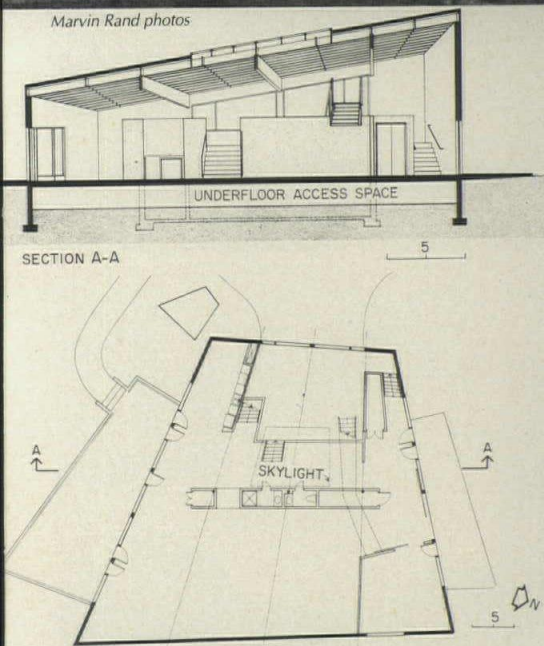 Marvin Rand photos
UNDERFLOOR ACCESS SPACE
SECTION A-A
5
A
A
SKYLIGHT
N
5